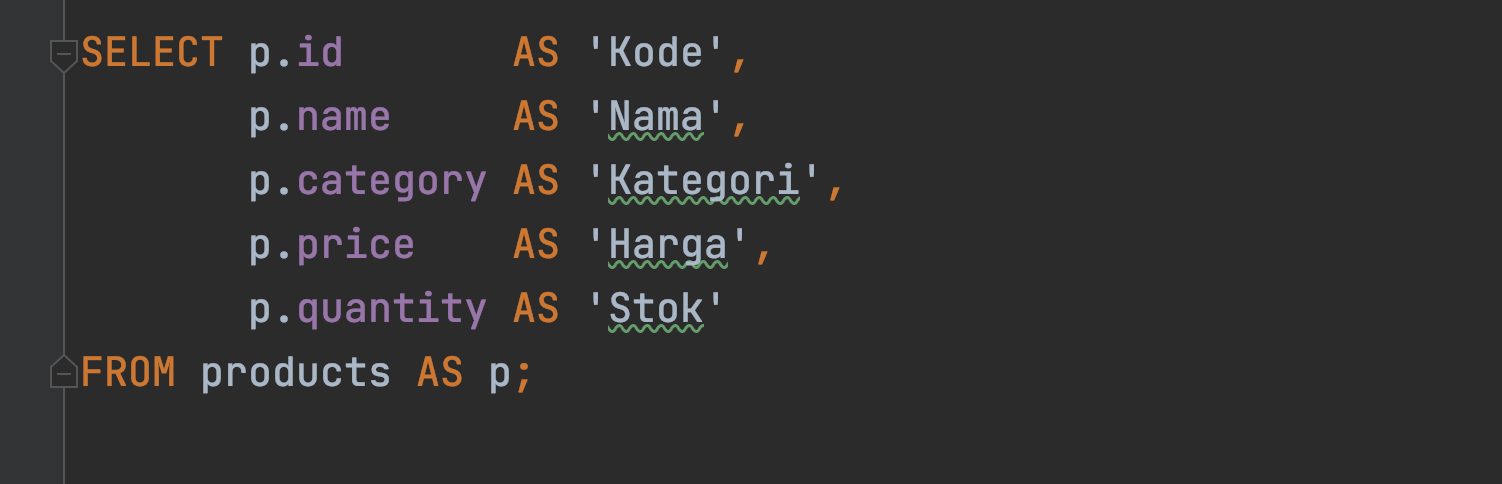 SELECT p.id       AS 'Kode',
       p.name     AS 'Nama',
       p.category AS 'Kategori',
       p.price    AS 'Harga',
       p.quantity AS 'Stok'
FROM products AS p;